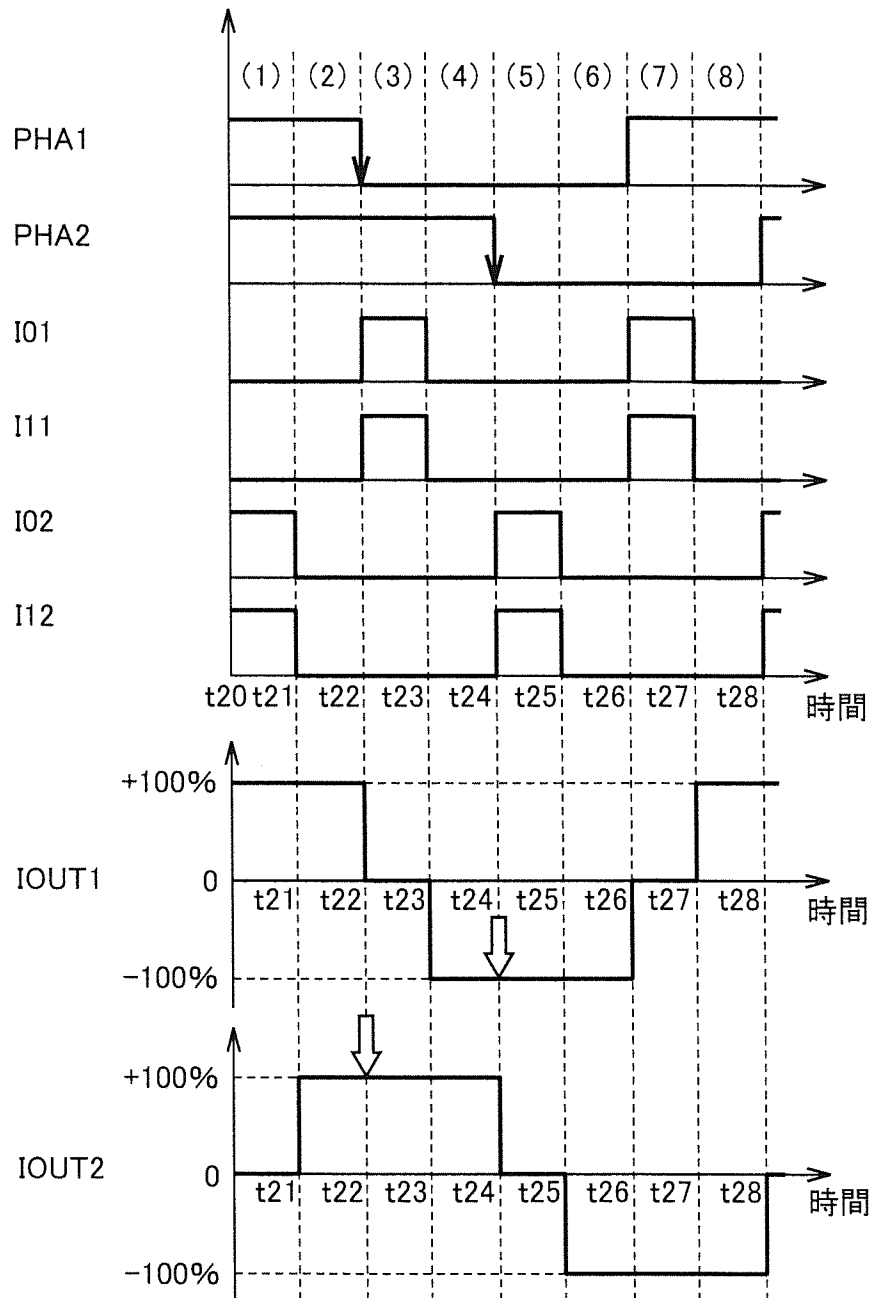 (1) (2) (3) (4) (5) (6) (7) (8)
PHA1
PHA2
I01
I11
I02
I12
t20 t21 t22 t23 t24 t25 t26 t27 t28 時間
+100%
IOUT1 0
t21 t22 t23 t24 t25 t26 t27 t28 時間
-100%
+100%
IOUT2 0
t21 t22 t23 t24 t25 t26 t27 t28 時間
-100%